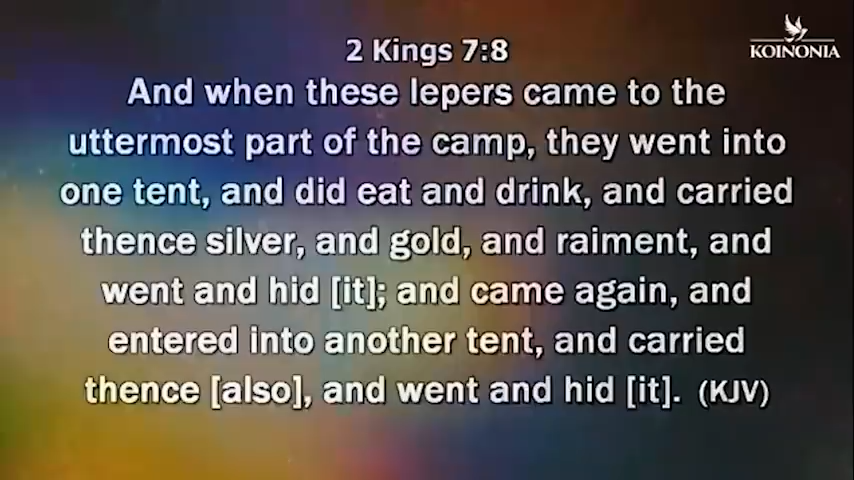 2 Kings 7:8
KOINONIA
And when these lepers came to the
uttermost part of the camp, they went into
one tent, and did eat and drink, and carried
thence silver, and gold, and raiment, and
went and hid [it]; and came again, and
entered into another tent, and carried
thence [also], and went and hid [it]. (KJV)